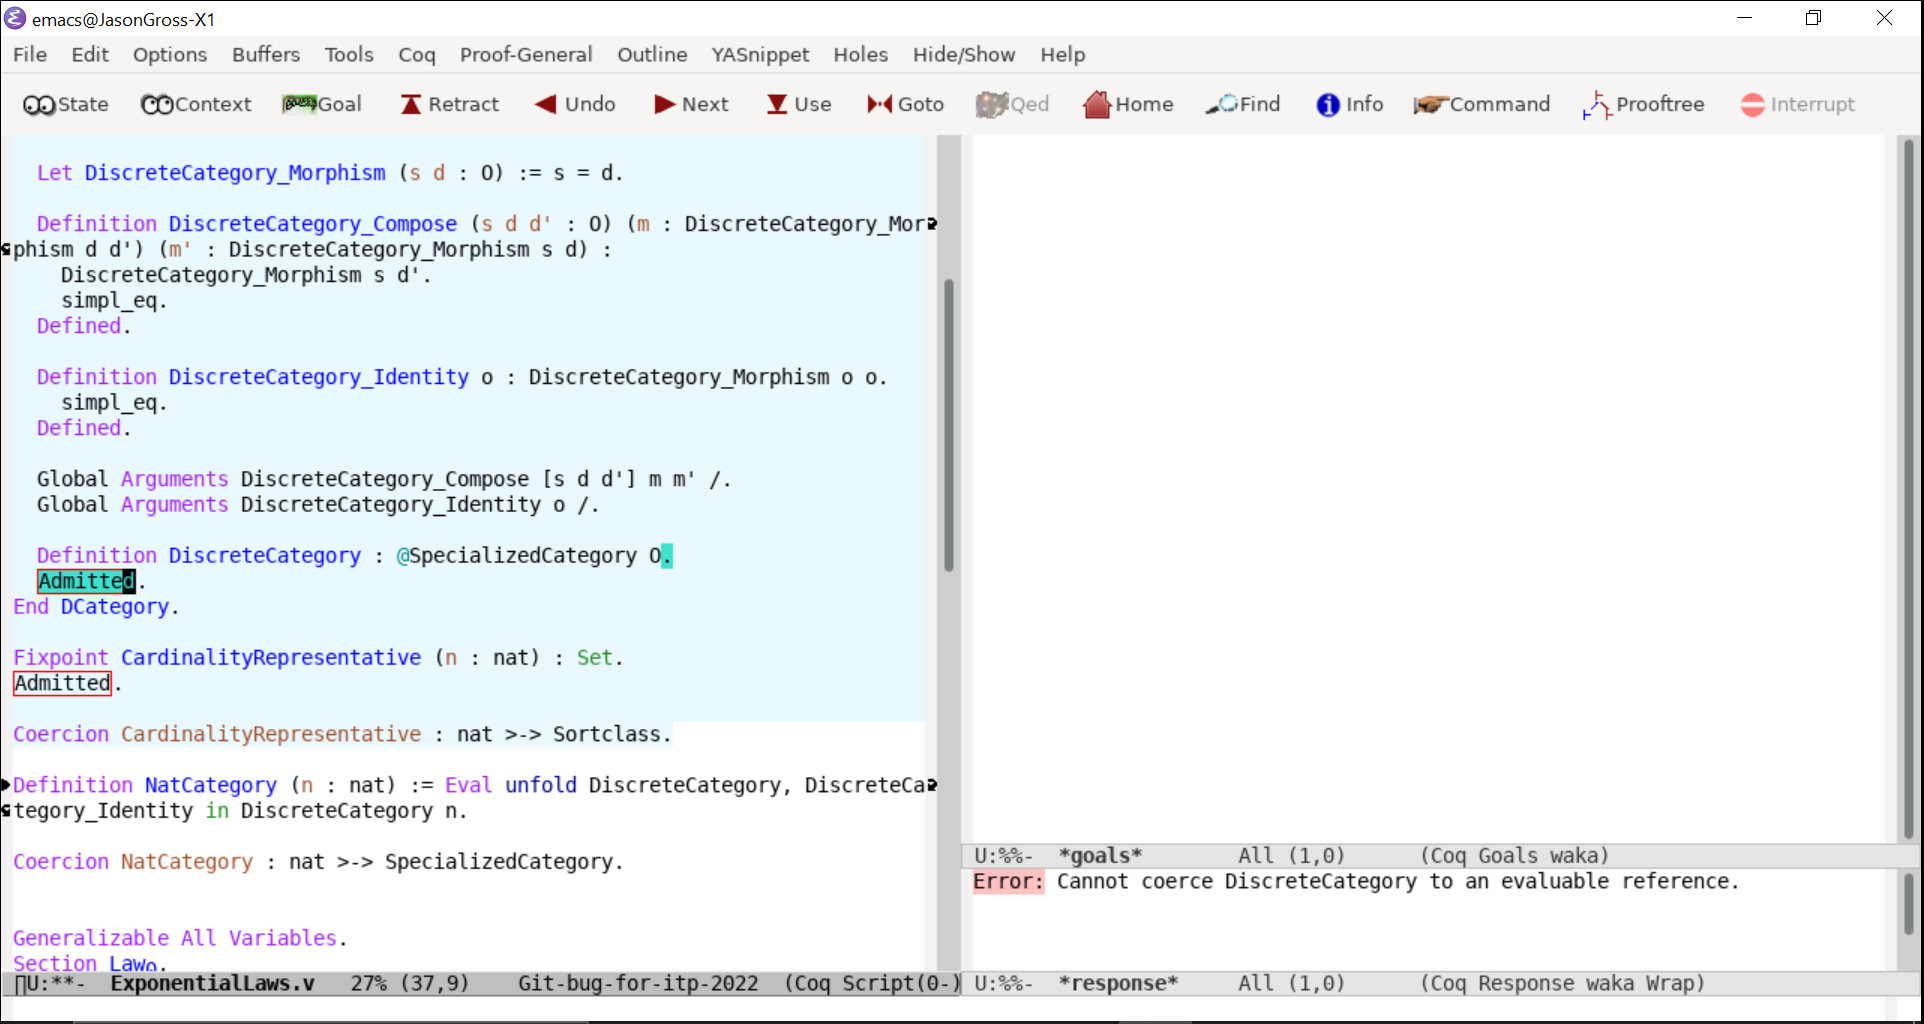 emacs@JasonGross-X1
File Edit Options Buffers Tools Coq Proof-General Outline YASnippet Holes Hide/Show Help
State Context Goal Retract Undo Next Use Goto Qed Home Find Info Command Prooftree Interrupt
Let DiscreteCategory_Morphism (s d : O) := s = d.
Definition DiscreteCategory_Compose (s d d' : O) (m : DiscreteCategory_Mor
phism d d') (m' : DiscreteCategory_Morphism s d) :
DiscreteCategory_Morphism s d'.
simpl_eq.
Defined.
Definition DiscreteCategory_Identity o : DiscreteCategory_Morphism o o.
simpl_eq.
Defined.
Global Arguments DiscreteCategory_Compose [s d d'] m m' /.
Global Arguments DiscreteCategory_Identity o /.
Definition DiscreteCategory : @SpecializedCategory O.
Admitted.
End DCategory.
Fixpoint CardinalityRepresentative (n : nat) : Set.
Admitted.
Coercion CardinalityRepresentative : nat >-> Sortclass.
Definition NatCategory (n : nat) := Eval unfold DiscreteCategory, DiscreteCa
tegory_Identity in DiscreteCategory n.
Coercion NatCategory : nat >-> SpecializedCategory.
Generalizable All Variables.
Section Law0.
U:**- ExponentialLaws.v 27% (37,9) Git-bug-for-itp-2022 (Coq Script(0-)
U:%%- *goals* All (1,0) (Coq Goals waka)
Error: Cannot coerce DiscreteCategory to an evaluable reference.
U:%%- *response* All (1,0) (Coq Response waka Wrap)